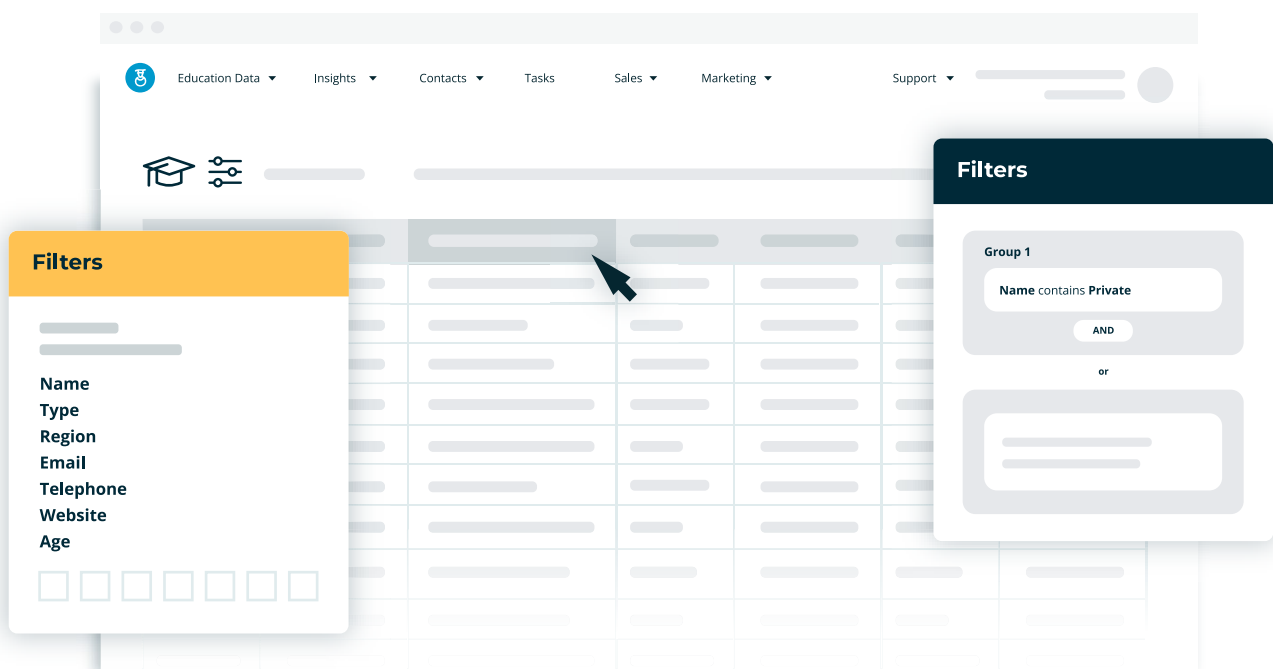 Education Data
Insights
Contacts
Tasks
Sales
Marketing
Support
Filters
Name
Type
Region
Email
Telephone
Website
Age
Filters
Group 1
Name contains Private
AND
or